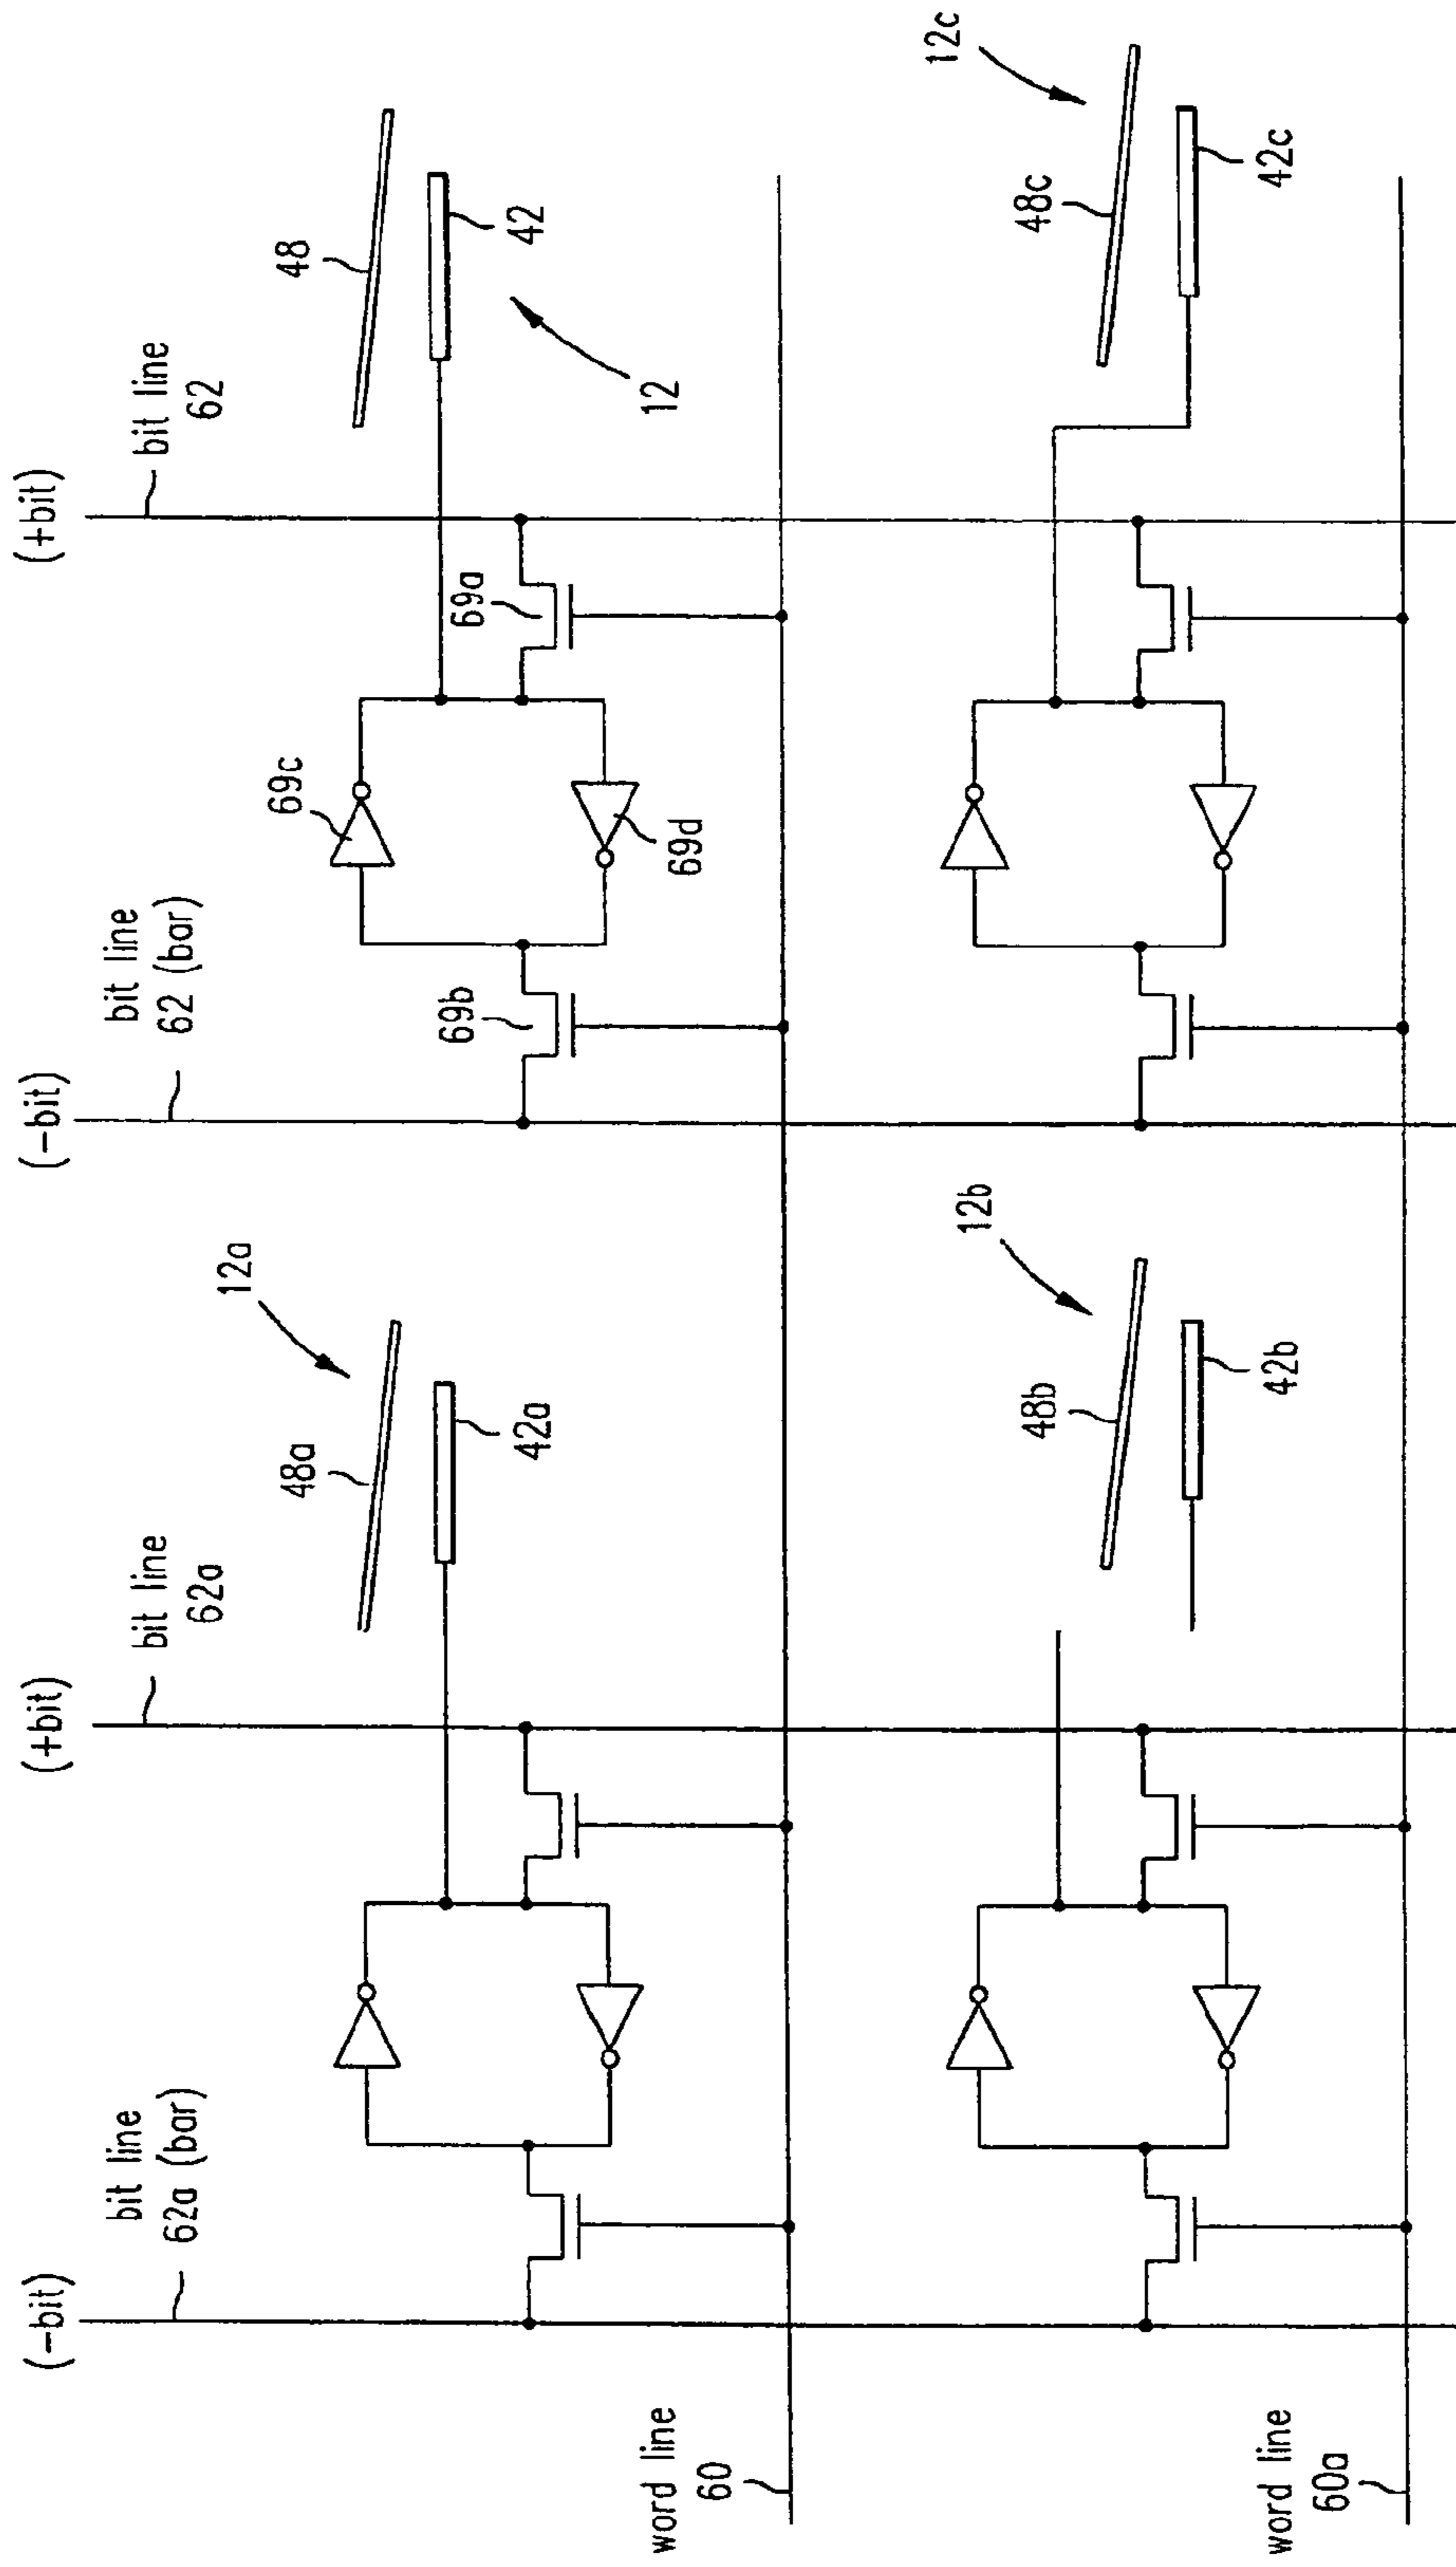 (-bit)
(+bit)
(-bit)
(+bit)
bit line
62a (bar)
bit line
62a
bit line
62 (bar)
bit line
62
12a
48a
42a
69b
69c
69d
69a
48
42
12
word line
60
12b
48b
42b
12c
48c
42c
word line
60a